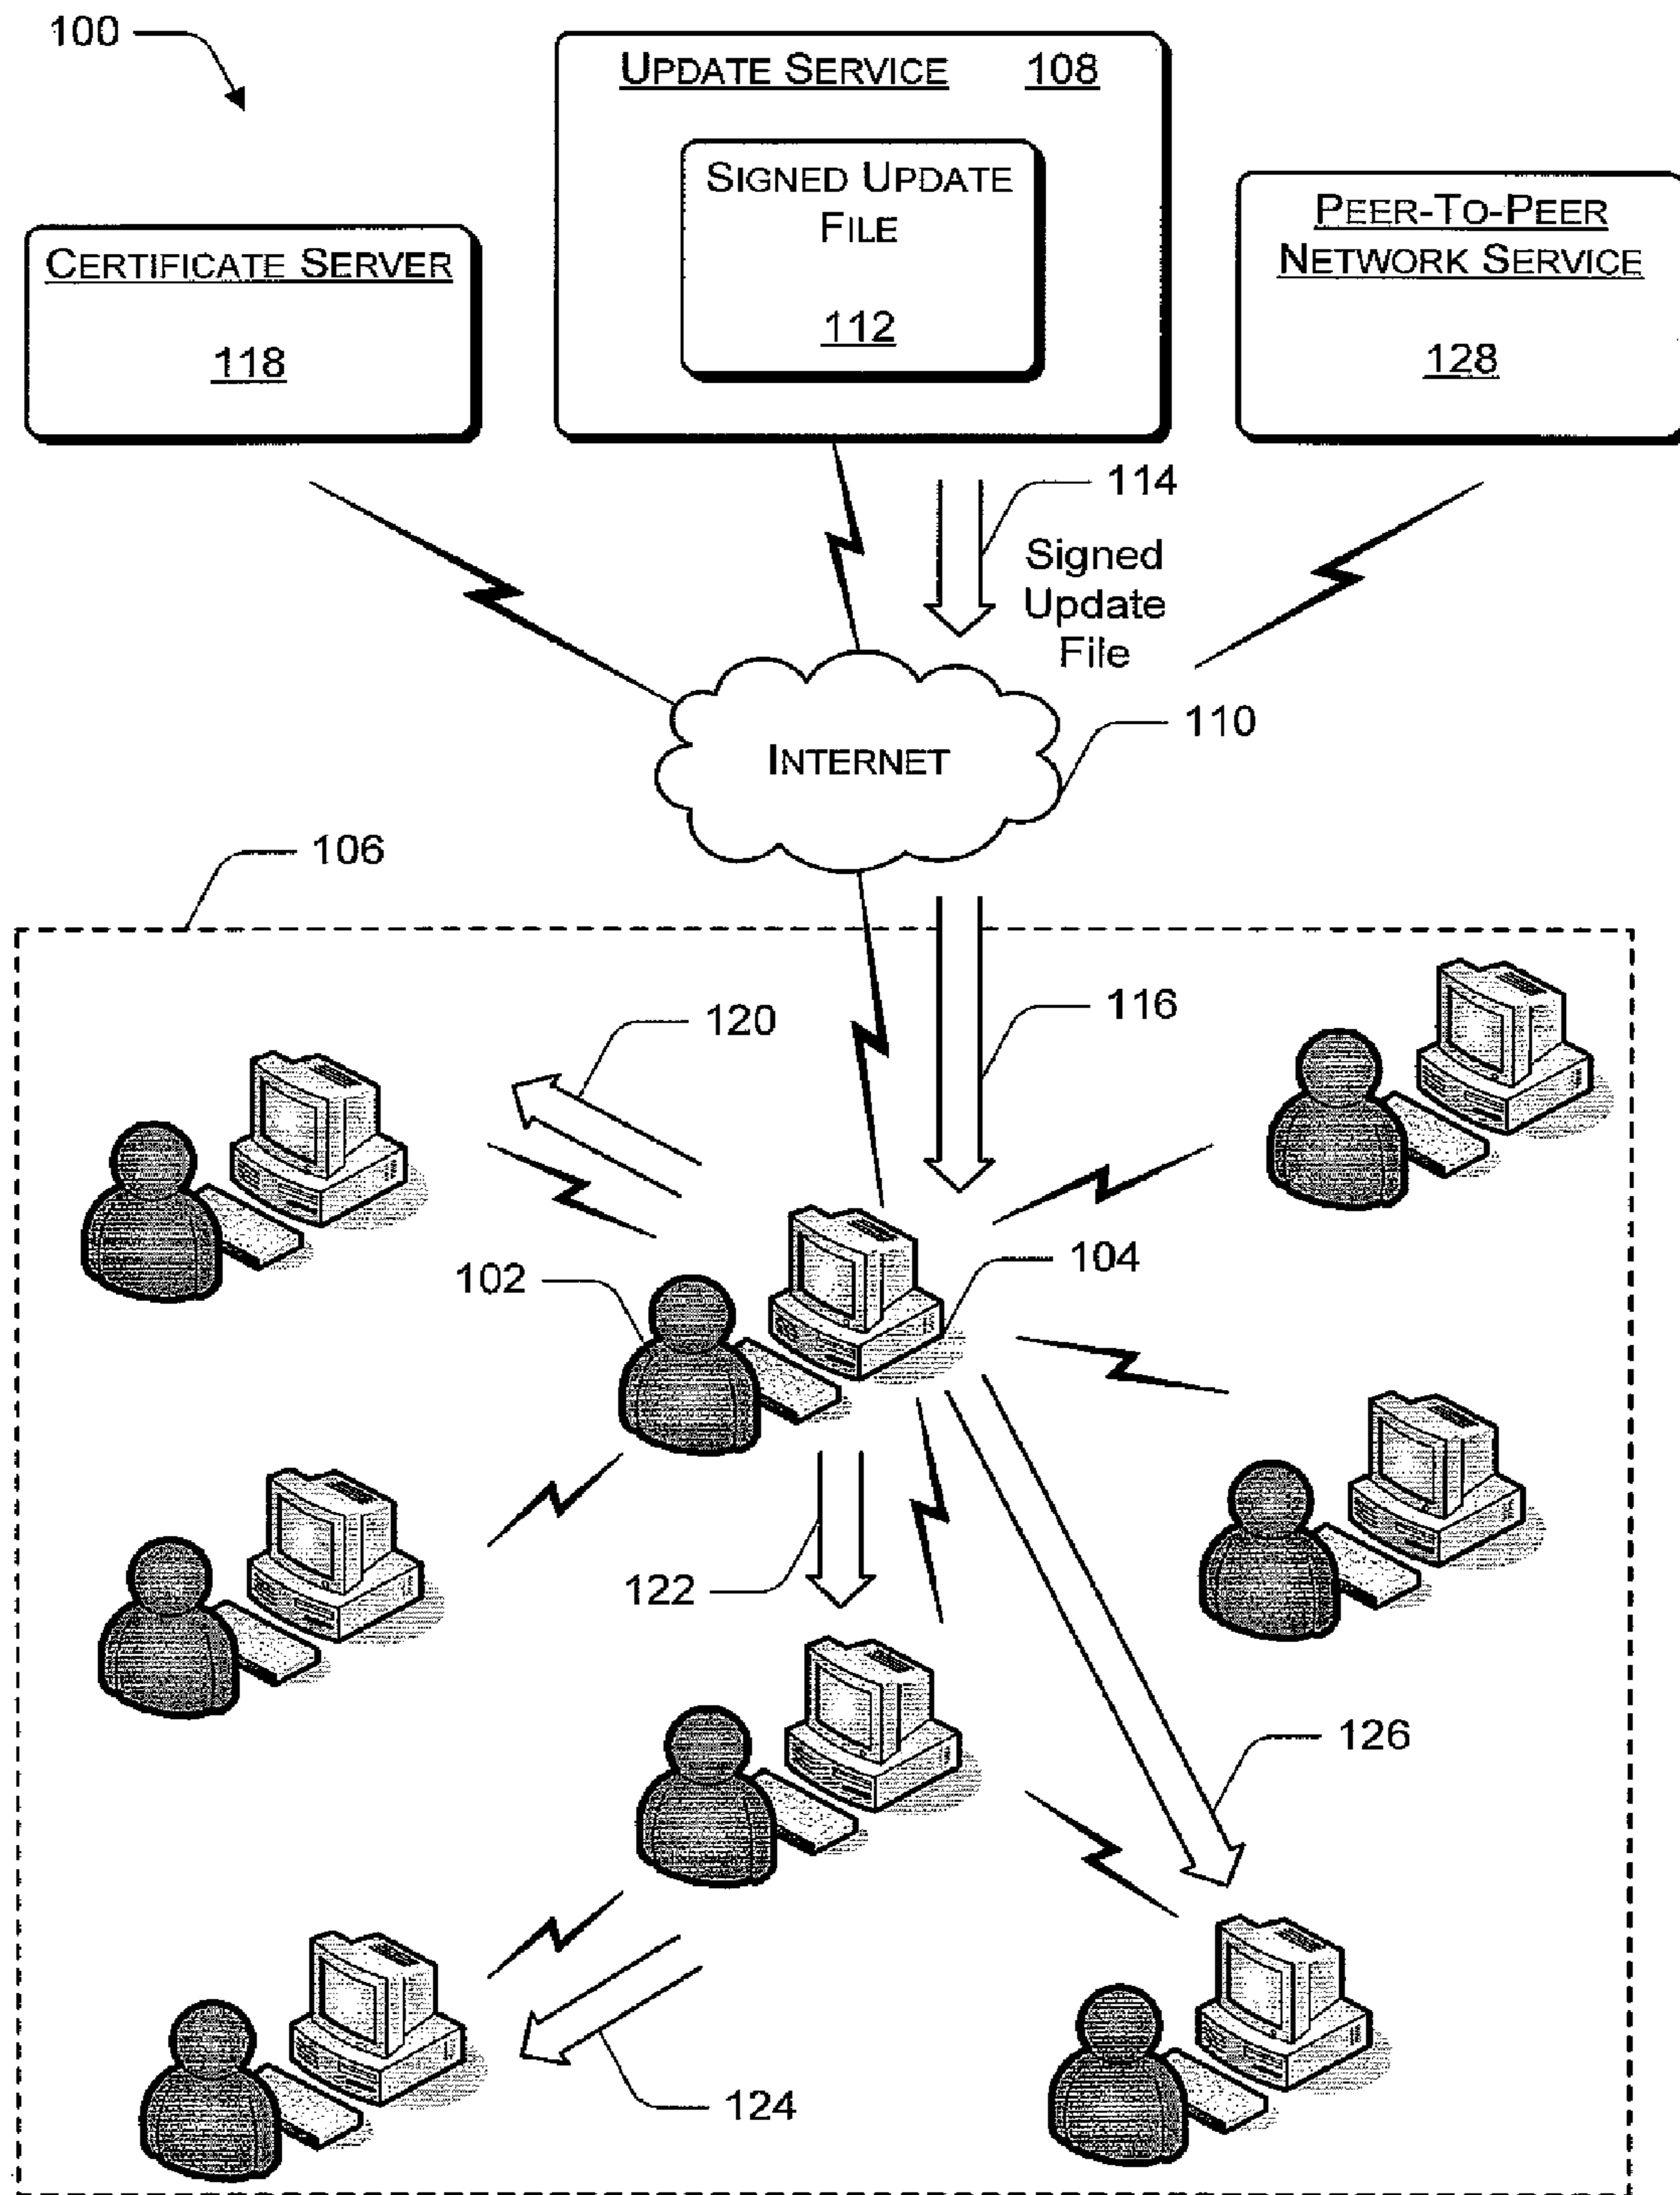 100
UPDATE SERVICE 108
SIGNED UPDATE
FILE
112
CERTIFICATE SERVER
118
PEER-TO-PEER
NETWORK SERVICE
128
114
Signed
Update
File
110
INTERNET
106
116
120
102
104
122
126
124